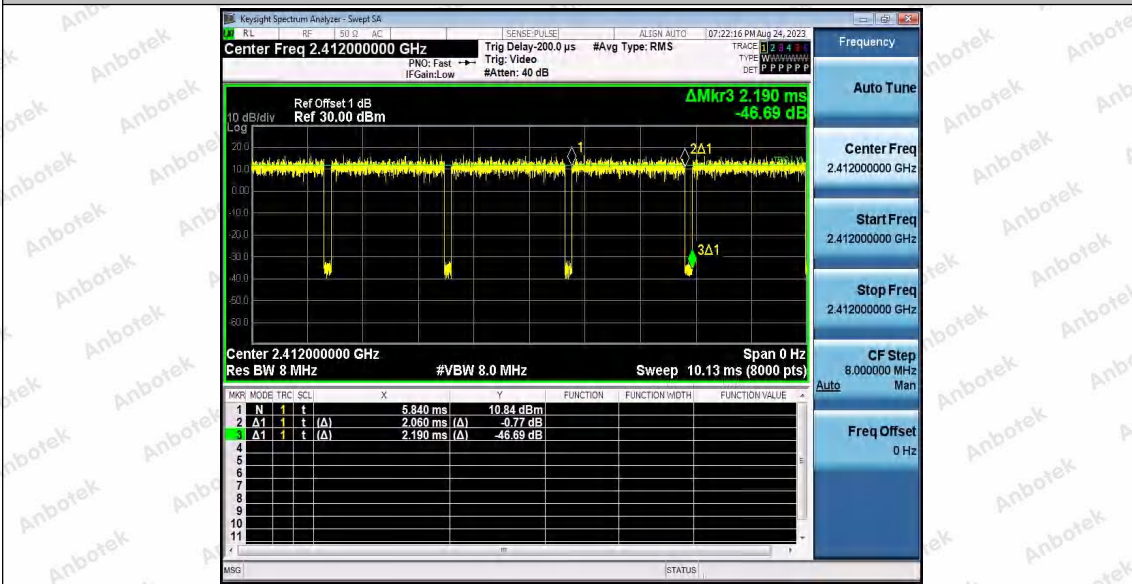 Keysight Spectrum Analyzer - Swept SA
RL RF 50 Ω AC SENSE:PULSE ALIGN AUTO 07:22:16 PM Aug 24, 2023
Center Freq 2.412000000 GHz
PNO: Fast
IFGain:Low
Trig Delay-200.0 µs
Trig: Video
#Atten: 40 dB
#Avg Type: RMS
TRACE 1 2 3 4 5 6
TYPE WWWWWW
DET P P P P P P
ΔMkr3 2.190 ms
-46.69 dB
Ref Offset 1 dB
10 dB/div Ref 30.00 dBm
Log
20.0
10.0
0.00
-10.0
-20.0
-30.0
-40.0
-50.0
-60.0
1
2Δ1
3Δ1
Center 2.412000000 GHz Span 0 Hz
Res BW 8 MHz #VBW 8.0 MHz Sweep 10.13 ms (8000 pts)
MKR MODE TRC SCL X Y FUNCTION FUNCTION WIDTH FUNCTION VALUE
1 N 1 t 5.840 ms 10.84 dBm
2 Δ1 1 t (Δ) 2.060 ms (Δ) -0.77 dB
3 Δ1 1 t (Δ) 2.190 ms (Δ) -46.69 dB
4
5
6
7
8
9
10
11
MSG STATUS
Frequency
Auto Tune
Center Freq
2.412000000 GHz
Start Freq
2.412000000 GHz
Stop Freq
2.412000000 GHz
CF Step
8.000000 MHz
Auto Man
Freq Offset
0 Hz
Anbotek